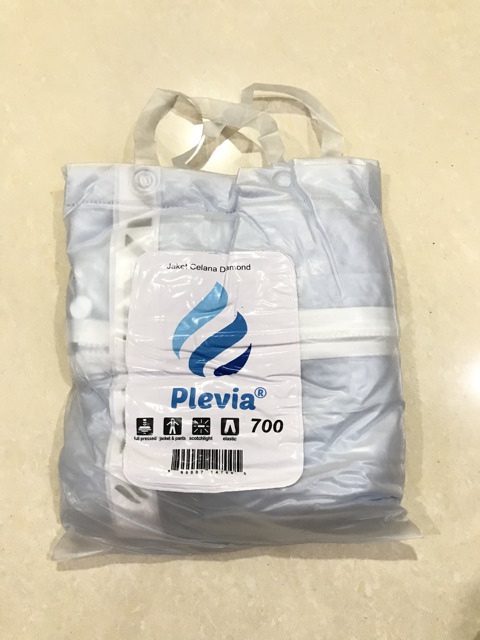 Jaket Celana Diamond
Plevia®
700
full pressed
jacket & pants
scotchlight
elastic